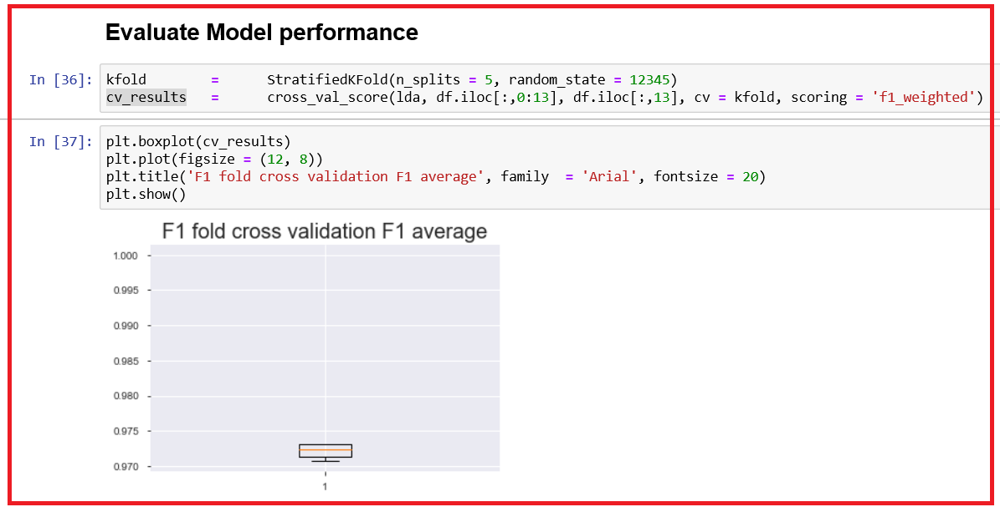 Evaluate Model performance
In [36]: kfold = StratifiedKFold(n_splits = 5, random_state = 12345)
cv_results = cross_val_score(lda, df.iloc[:,0:13], df.iloc[:,13], cv = kfold, scoring = 'f1_weighted')
In [37]: plt.boxplot(cv_results)
plt.plot(figsize = (12, 8))
plt.title('F1 fold cross validation F1 average', family = 'Arial', fontsize = 20)
plt.show()
F1 fold cross validation F1 average
1.000
0.995
0.990
0.985
0.980
0.975
0.970
1